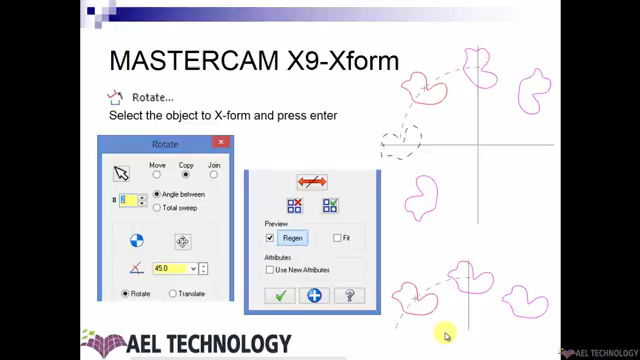 MASTERCAM X9-Xform
Rotate...
Select the object to X-form and press enter
Rotate
Move Copy Join
# 2
Angle between
Total sweep
45.0
Rotate Translate
Preview
Regen Fit
Attributes
Use New Attributes
?
AEL TECHNOLOGY
AEL TECHNOLOGY